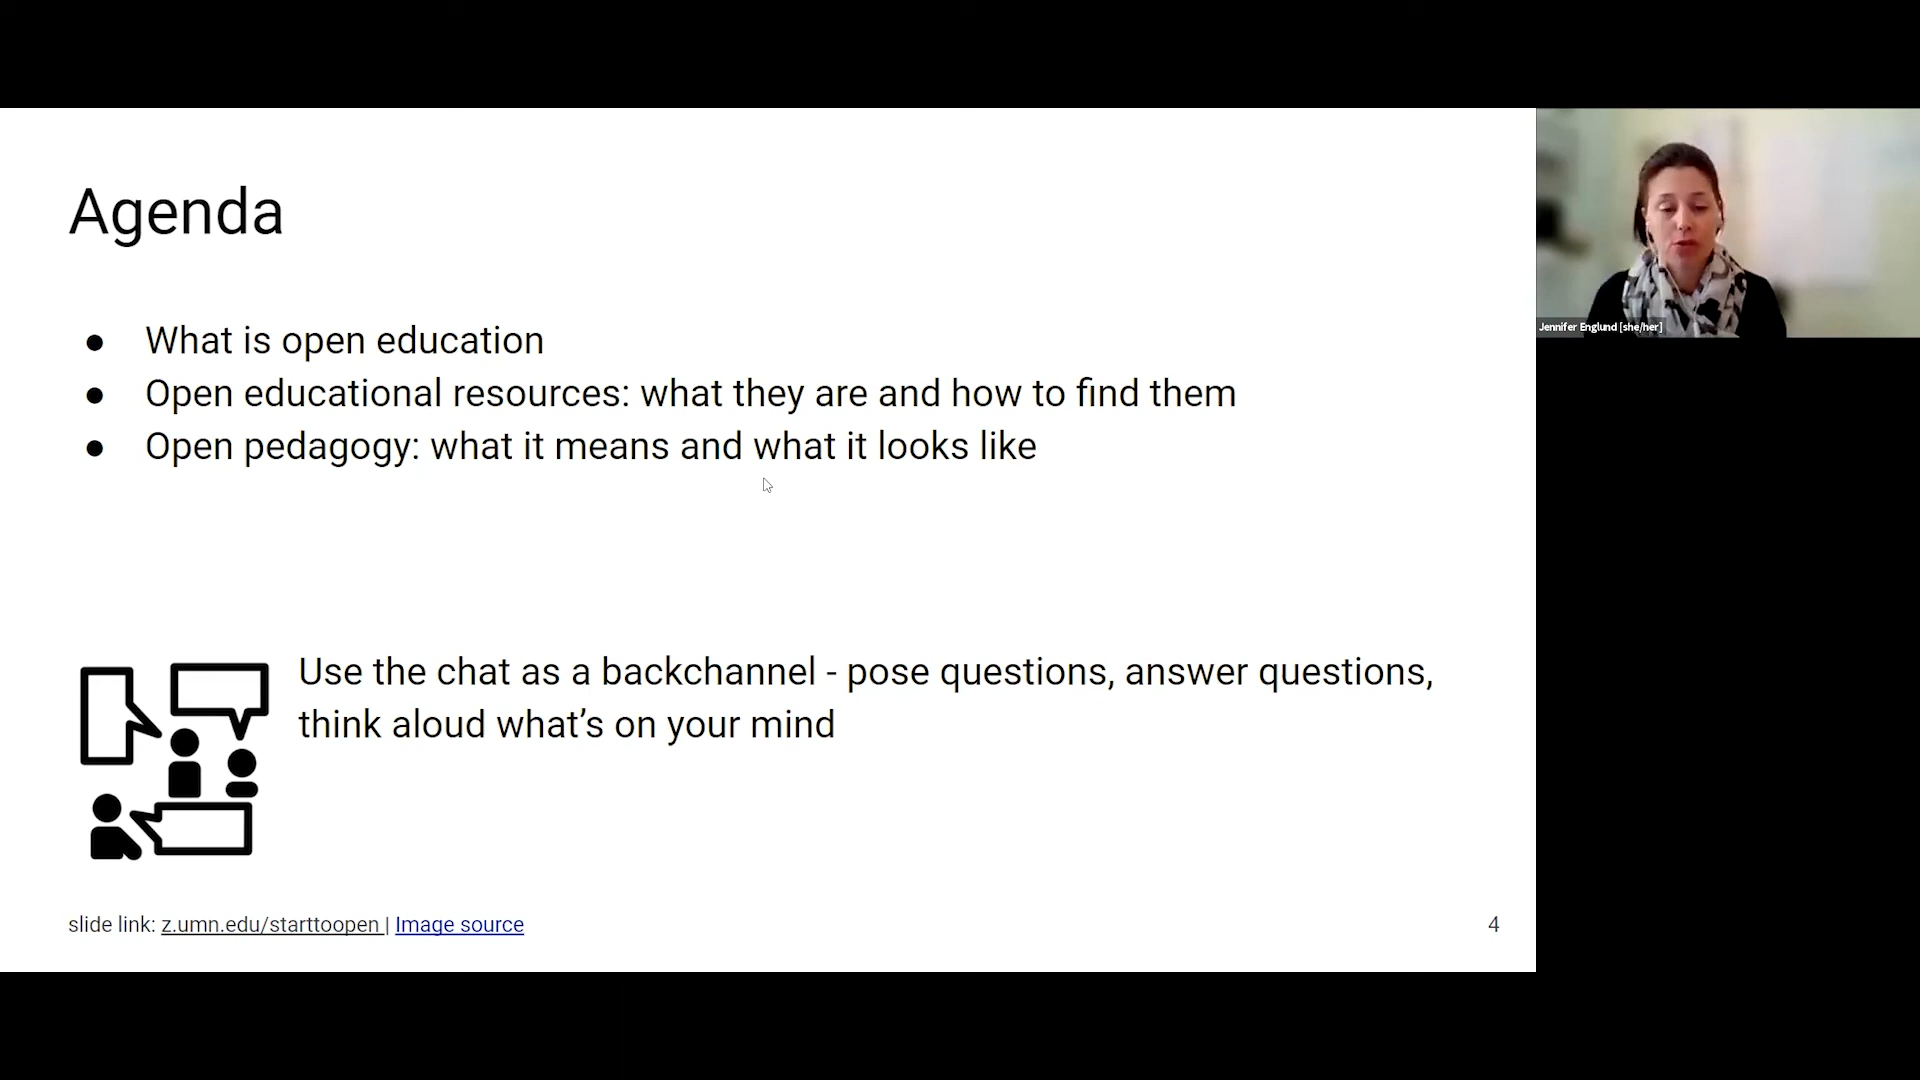 Agenda
● What is open education
● Open educational resources: what they are and how to find them
● Open pedagogy: what it means and what it looks like
Use the chat as a backchannel - pose questions, answer questions,
think aloud what’s on your mind
slide link: z.umn.edu/starttoopen | Image source
4
Jennifer Englund [she/her]